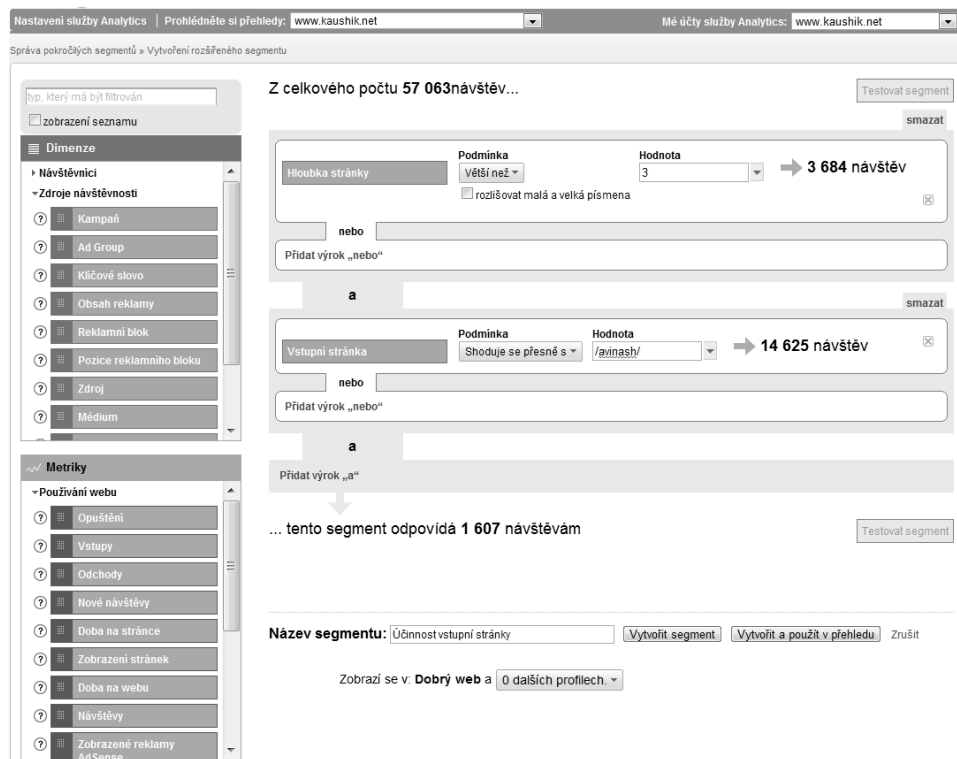 Nastavení služby Analytics | Prohlédněte si přehledy: www.kaushik.net Mé účty služby Analytics: www.kaushik.net
Správa pokročilých segmentů » Vytvoření rozšířeného segmentu
typ, který má být filtrován
zobrazení seznamu
Dimenze
Návštěvníci
Zdroje návštěvnosti
Kampaň
Ad Group
Klíčové slovo
Obsah reklamy
Reklamní blok
Pozice reklamního bloku
Zdroj
Médium
Metriky
Používání webu
Opuštění
Vstupy
Odchody
Nové návštěvy
Doba na stránce
Zobrazení stránek
Doba na webu
Návštěvy
Zobrazené reklamy
AdSense
Z celkového počtu 57 063návštěv...
Testovat segment
smazat
Podmínka Hodnota
Hloubka stránky Větší než 3 3 684 návštěv
rozlišovat malá a velká písmena
nebo
Přidat výrok „nebo“
a
smazat
Podmínka Hodnota
Vstupní stránka Shoduje se přesně s /avinash/ 14 625 návštěv
nebo
Přidat výrok „nebo“
a
Přidat výrok „a“
... tento segment odpovídá 1 607 návštěvám
Testovat segment
Název segmentu: Účinnost vstupní stránky Vytvořit segment Vytvořit a použít v přehledu Zrušit
Zobrazí se v: Dobrý web a 0 dalších profilech.